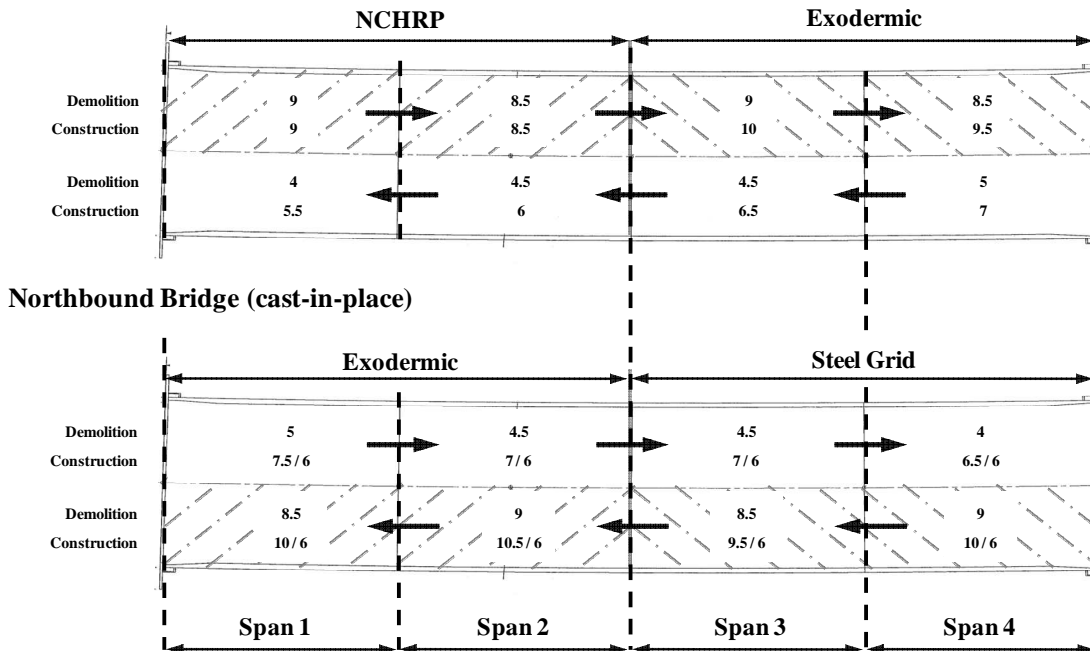 NCHRP Exodermic
Demolition 9 8.5 9 8.5
Construction 9 8.5 10 9.5
Demolition 4 4.5 4.5 5
Construction 5.5 6 6.5 7
Northbound Bridge (cast-in-place)
Exodermic Steel Grid
Demolition 5 4.5 4.5 4
Construction 7.5 / 6 7 / 6 7 / 6 6.5 / 6
Demolition 8.5 9 8.5 9
Construction 10 / 6 10.5 / 6 9.5 / 6 10 / 6
Span 1 Span 2 Span 3 Span 4